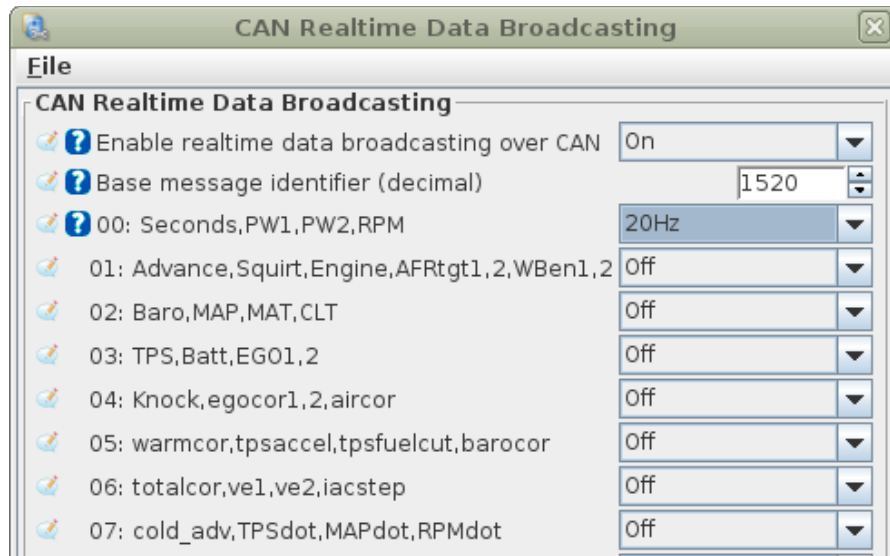 CAN Realtime Data Broadcasting
File
CAN Realtime Data Broadcasting
Enable realtime data broadcasting over CAN On
Base message identifier (decimal) 1520
00: Seconds,PW1,PW2,RPM 20Hz
01: Advance,Squirt,Engine,AFRtgt1,2,WBen1,2 Off
02: Baro,MAP,MAT,CLT Off
03: TPS,Batt,EGO1,2 Off
04: Knock,egocor1,2,aircor Off
05: warmcor,tpsaccel,tpsfuelcut,barocor Off
06: totalcor,ve1,ve2,iacstep Off
07: cold_adv,TPSdot,MAPdot,RPMdot Off